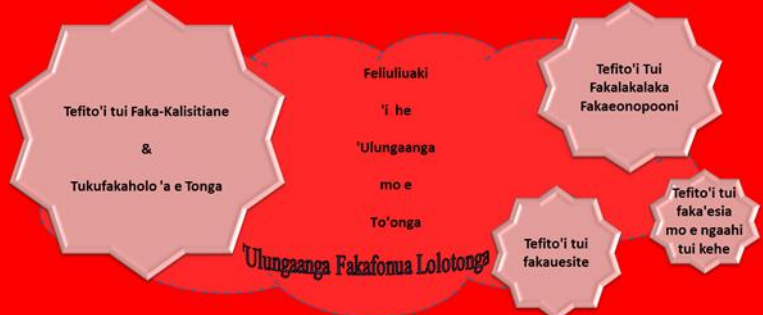 Tefito'i tui Faka-Kalisitiane
&
Tukufakaholo 'a e Tonga
Feliuliuaki
'i he
'Ulungaanga
mo e
To'onga
'Ulungaanga Fakafonua Lolotonga
Tefito'i Tui
Fakalakalaka
Fakaeonopooni
Tefito'i tui
fakauesite
Tefito'i tui
faka'esia
mo e ngaahi
tui kehe